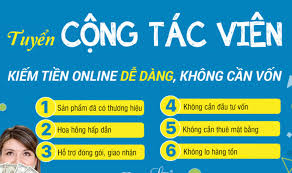 Tuyển CỘNG TÁC VIÊN
KIẾM TIỀN ONLINE DỄ DÀNG, KHÔNG CẦN VỐN
1 Sản phẩm đã có thương hiệu
2 Hoa hồng hấp dẫn
3 Hỗ trợ đóng gói, giao nhận
4 Không cần đầu tư vốn
5 Không cần thuê mặt bằng
6 Không lo hàng tồn